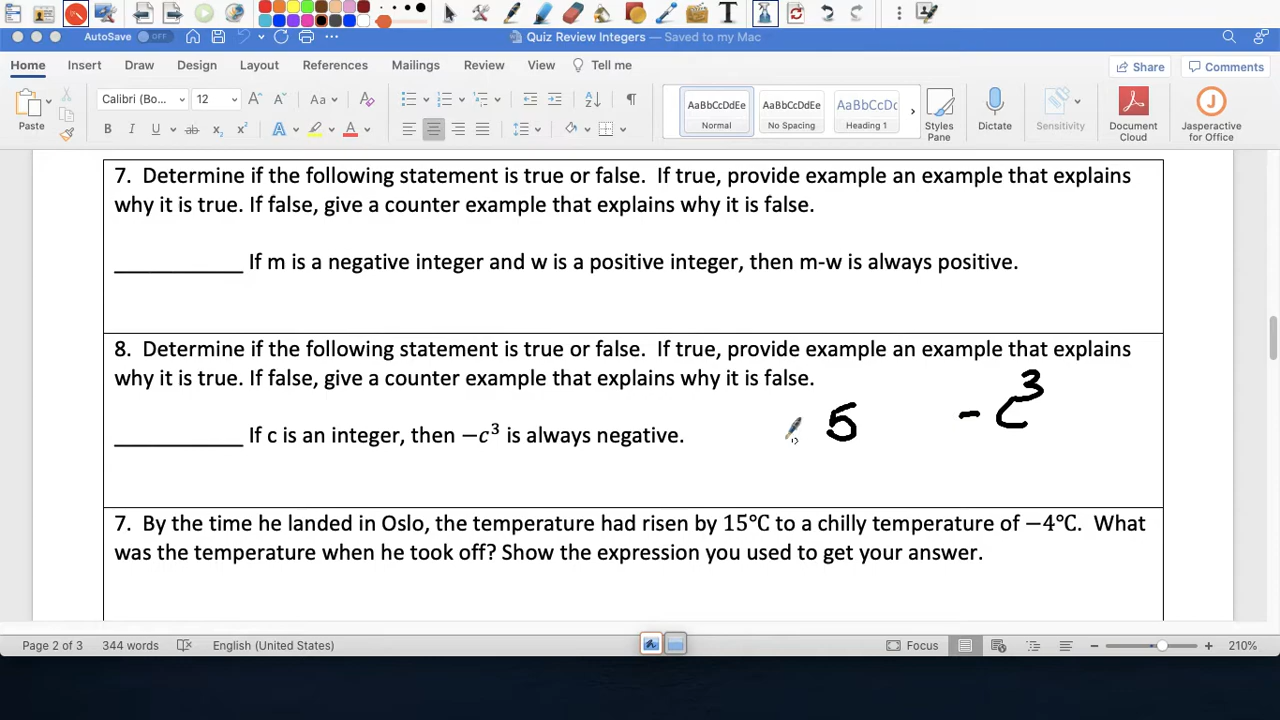 AutoSave OFF Quiz Review Integers — Saved to my Mac
Home Insert Draw Design Layout References Mailings Review View Tell me Share Comments
Paste Calibri (Bo... 12 AaBbCcDdEe Normal AaBbCcDdEe No Spacing AaBbCcDc Heading 1 Styles Pane Dictate Sensitivity Document Cloud Jasperactive for Office
7. Determine if the following statement is true or false. If true, provide example an example that explains
why it is true. If false, give a counter example that explains why it is false.
___________ If m is a negative integer and w is a positive integer, then m-w is always positive.
8. Determine if the following statement is true or false. If true, provide example an example that explains
why it is true. If false, give a counter example that explains why it is false.
___________ If c is an integer, then −c³ is always negative. 5 -c³
7. By the time he landed in Oslo, the temperature had risen by 15℃ to a chilly temperature of −4℃. What
was the temperature when he took off? Show the expression you used to get your answer.
Page 2 of 3 344 words English (United States) Focus 210%